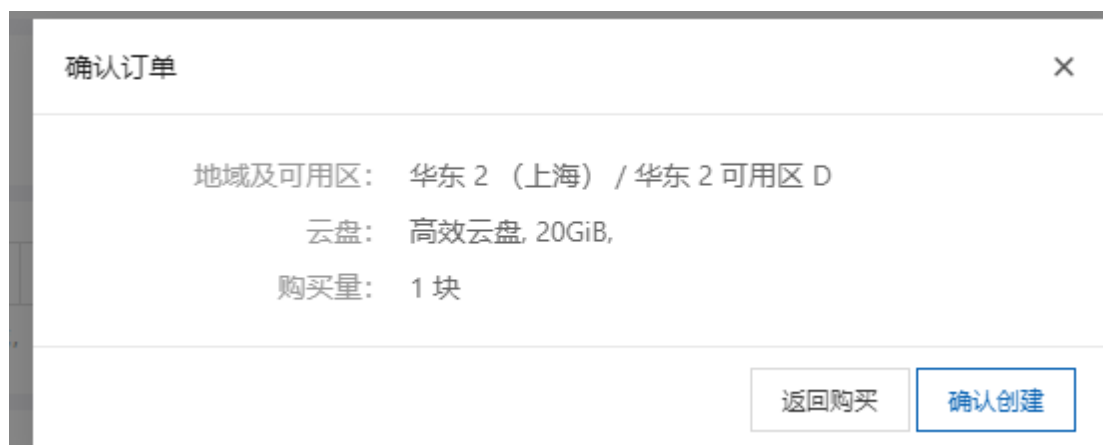 确认订单
×
地域及可用区： 华东 2 （上海） / 华东 2 可用区 D
云盘： 高效云盘, 20GiB,
购买量： 1 块
返回购买 确认创建